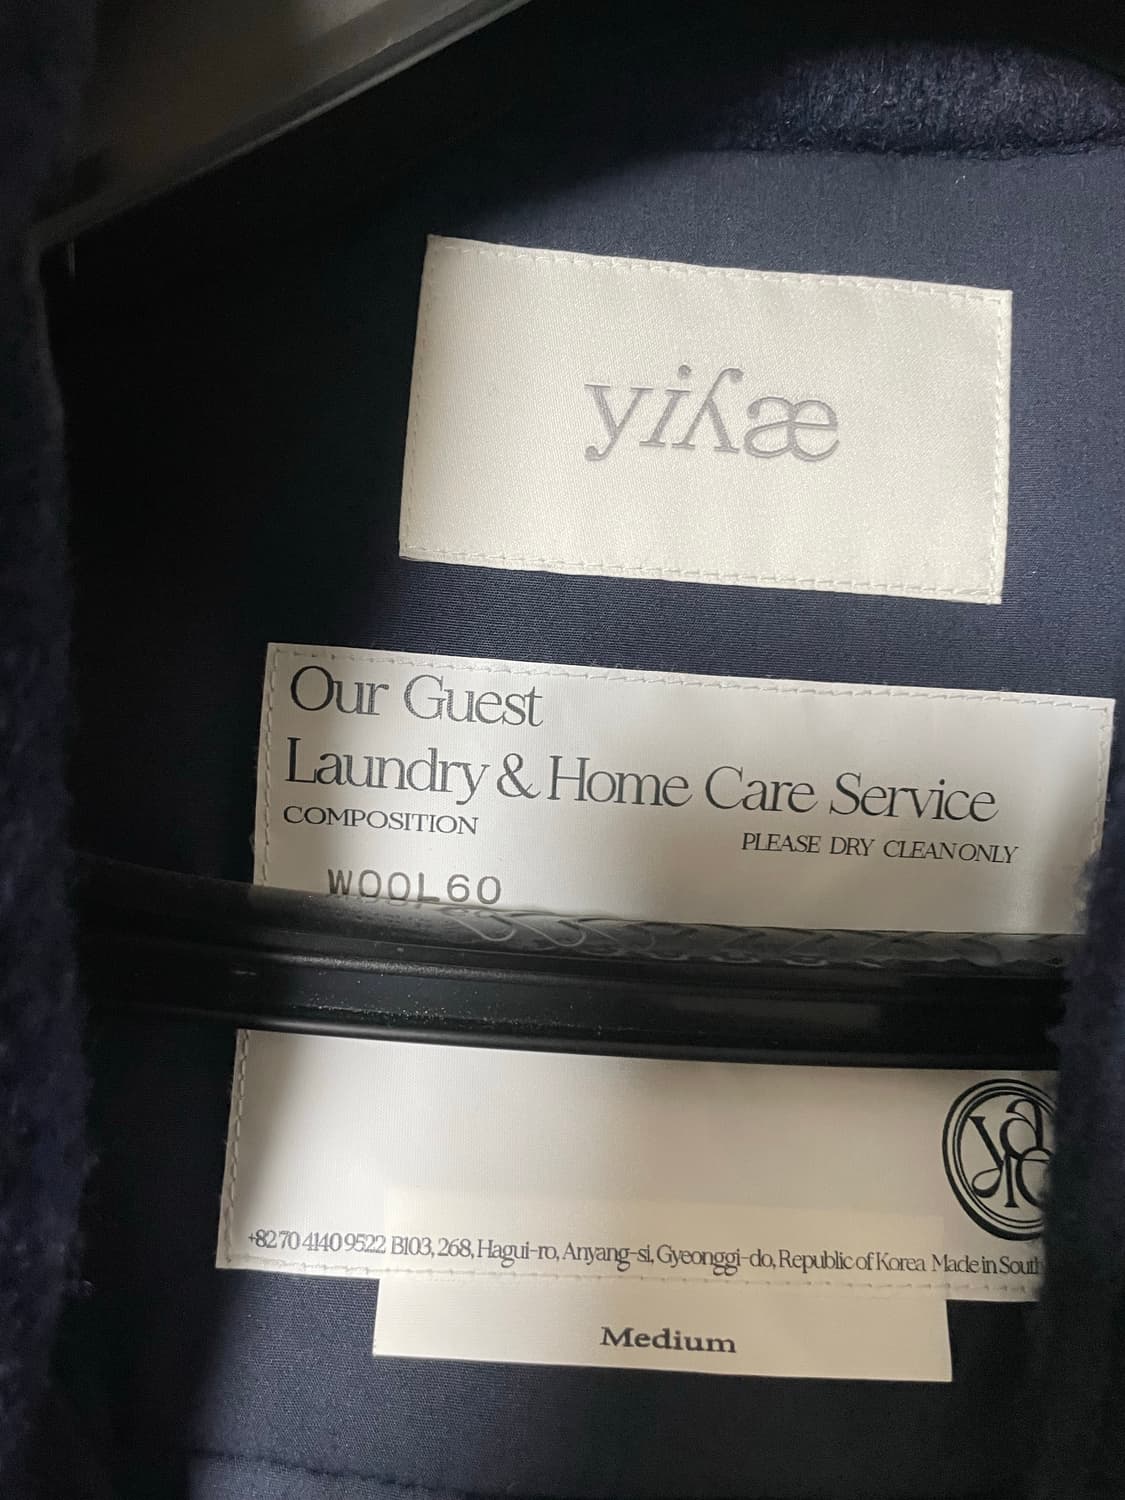 yiʎæ
Our Guest
Laundry & Home Care Service
COMPOSITION
PLEASE DRY CLEAN ONLY
WOOL60
+82 70 4140 9522 B103, 268, Hagui-ro, Anyang-si, Gyeonggi-do, Republic of Korea Made in South
Medium